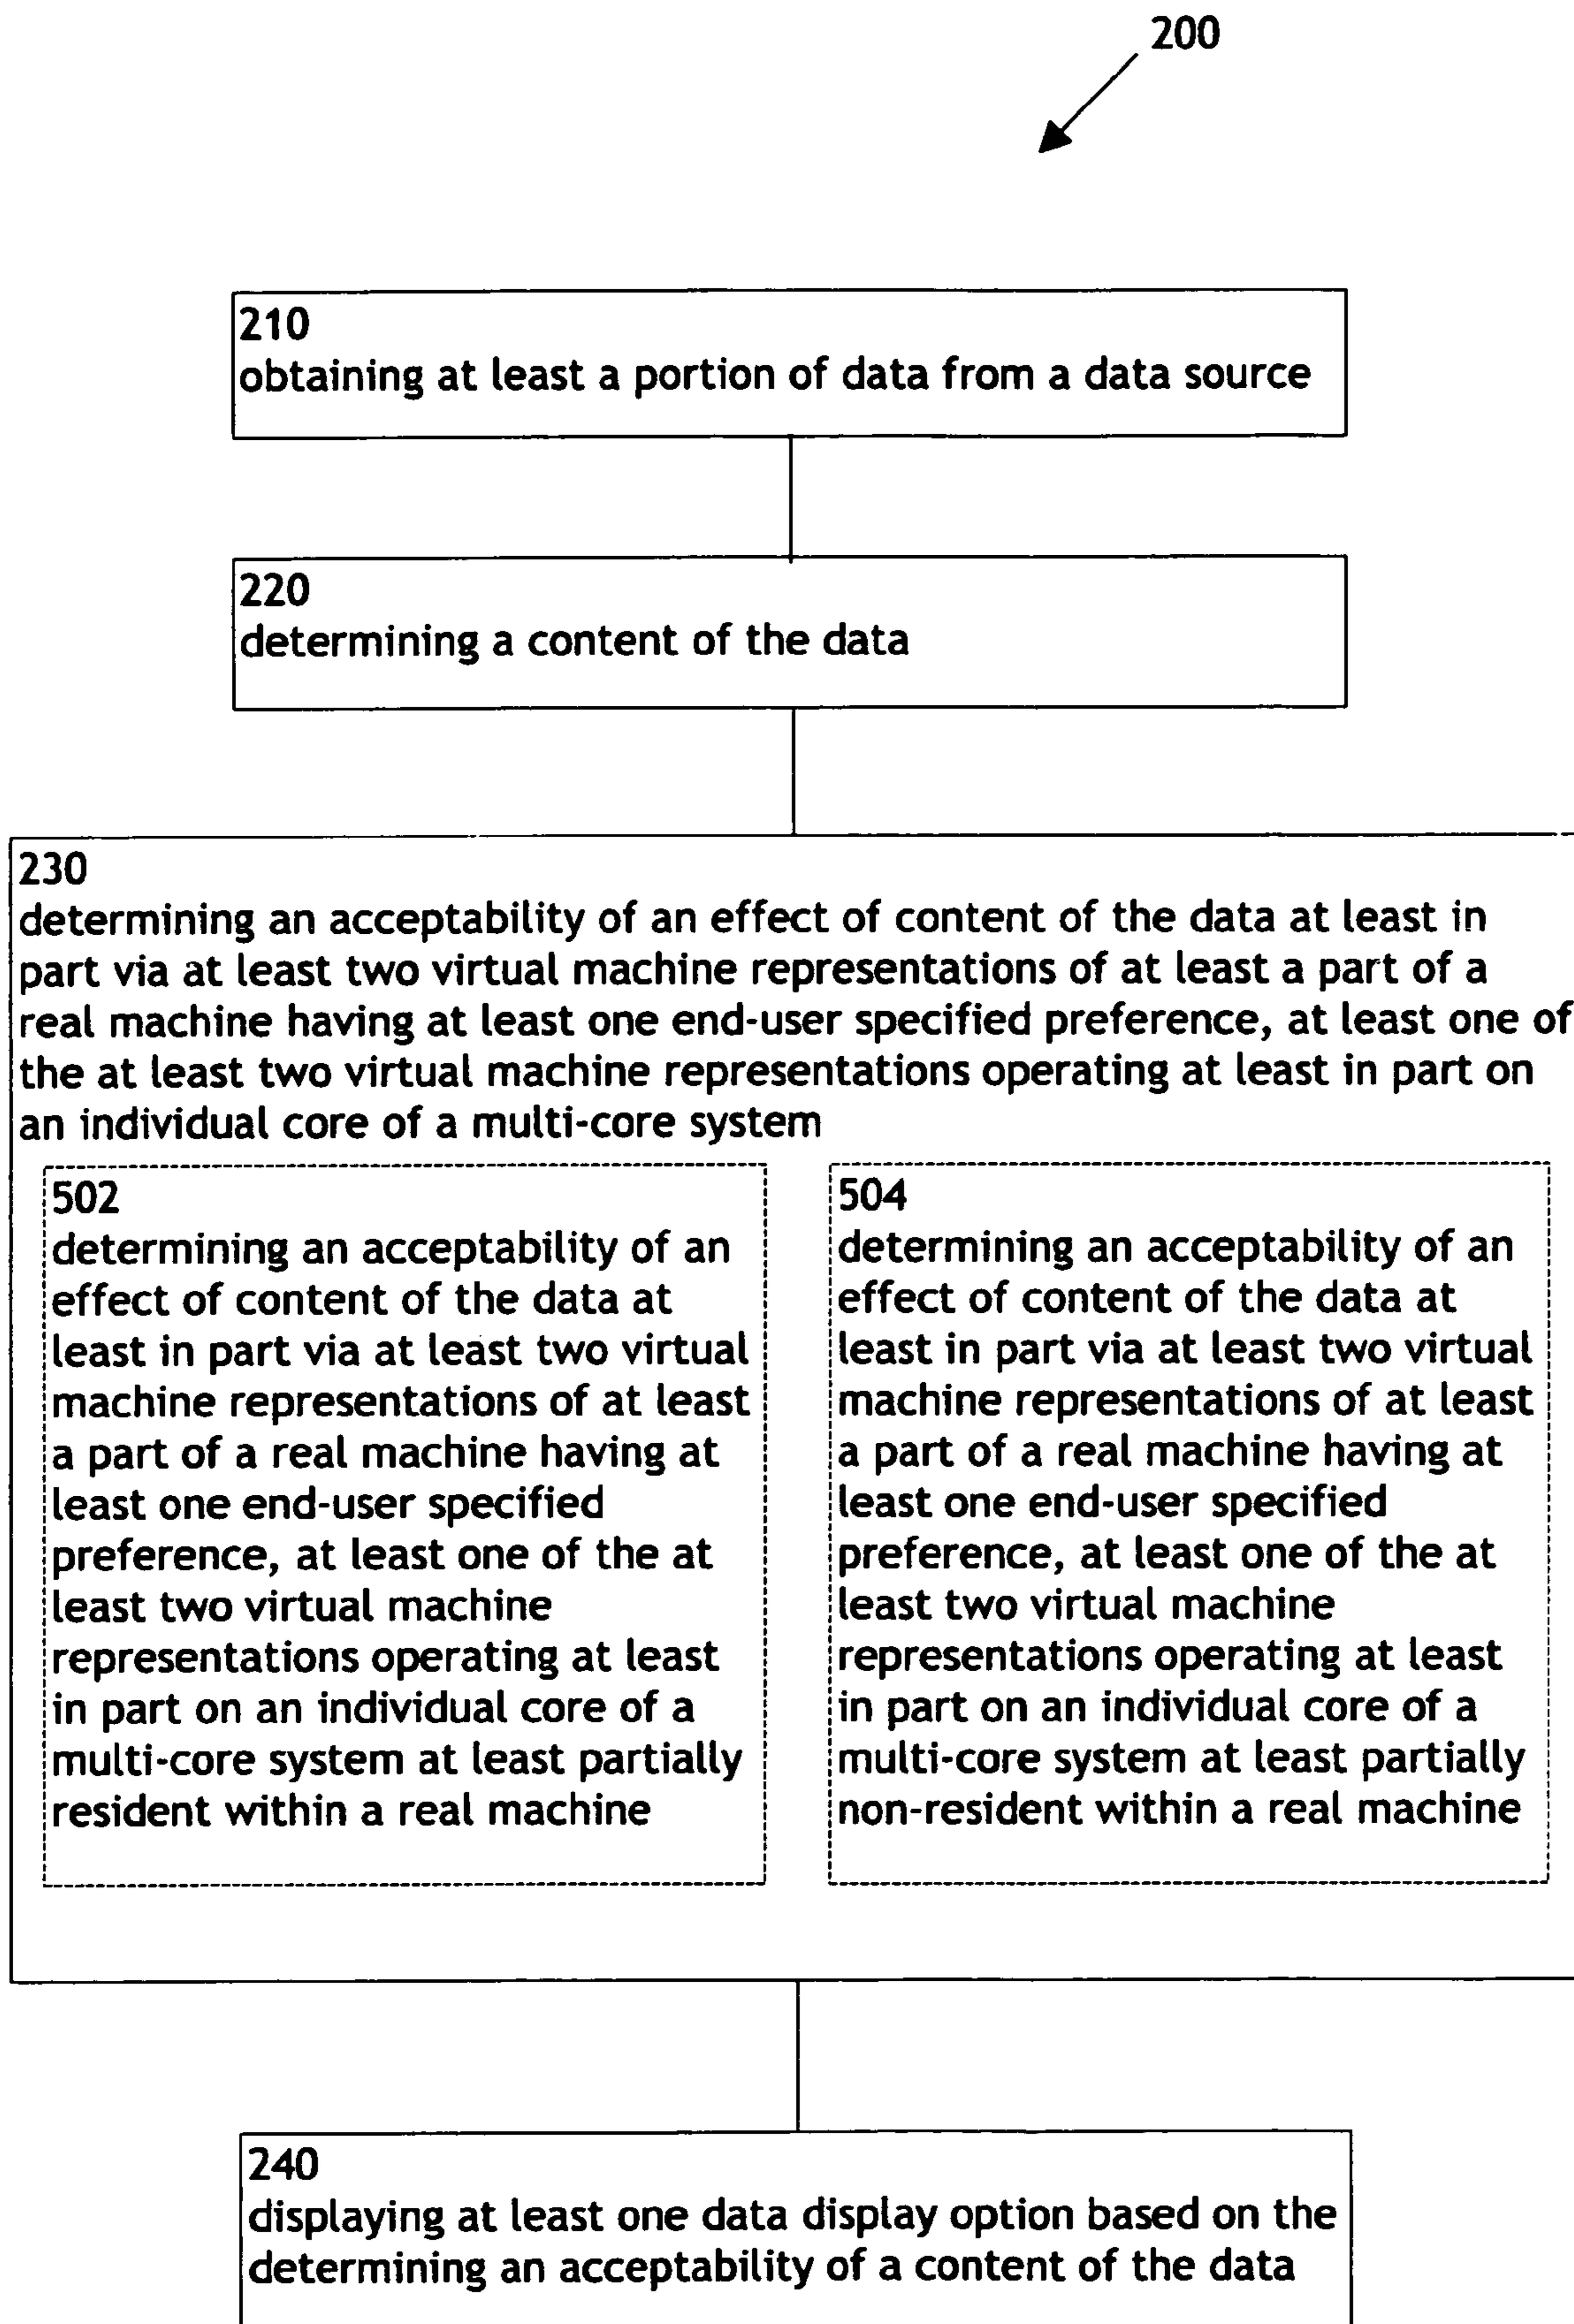 200
210
obtaining at least a portion of data from a data source
220
determining a content of the data
230
determining an acceptability of an effect of content of the data at least in
part via at least two virtual machine representations of at least a part of a
real machine having at least one end-user specified preference, at least one of
the at least two virtual machine representations operating at least in part on
an individual core of a multi-core system
502
determining an acceptability of an
effect of content of the data at
least in part via at least two virtual
machine representations of at least
a part of a real machine having at
least one end-user specified
preference, at least one of the at
least two virtual machine
representations operating at least
in part on an individual core of a
multi-core system at least partially
resident within a real machine
504
determining an acceptability of an
effect of content of the data at
least in part via at least two virtual
machine representations of at least
a part of a real machine having at
least one end-user specified
preference, at least one of the at
least two virtual machine
representations operating at least
in part on an individual core of a
multi-core system at least partially
non-resident within a real machine
240
displaying at least one data display option based on the
determining an acceptability of a content of the data